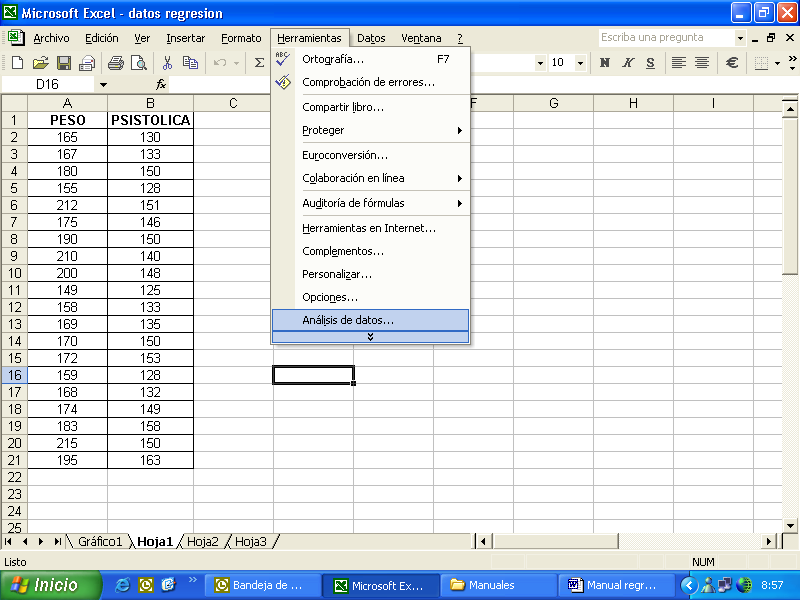 Microsoft Excel - datos regresion
Archivo Edición Ver Insertar Formato Herramientas Datos Ventana ? Escriba una pregunta
10 N K S €
D16 fx
A B C F G H I
1 PESO PSISTOLICA
2 165 130
3 167 133
4 180 150
5 155 128
6 212 151
7 175 146
8 190 150
9 210 140
10 200 148
11 149 125
12 158 133
13 169 135
14 170 150
15 172 153
16 159 128
17 168 132
18 174 149
19 183 158
20 215 150
21 195 163
22
23
24
25
ABC Ortografía... F7
Comprobación de errores...
Compartir libro...
Proteger
Euroconversión...
Colaboración en línea
Auditoría de fórmulas
Herramientas en Internet...
Complementos...
Personalizar...
Opciones...
Análisis de datos...
Gráfico1 Hoja1 Hoja2 Hoja3
Listo NUM
Inicio Bandeja de ... Microsoft Ex... Manuales Manual regr... 8:57